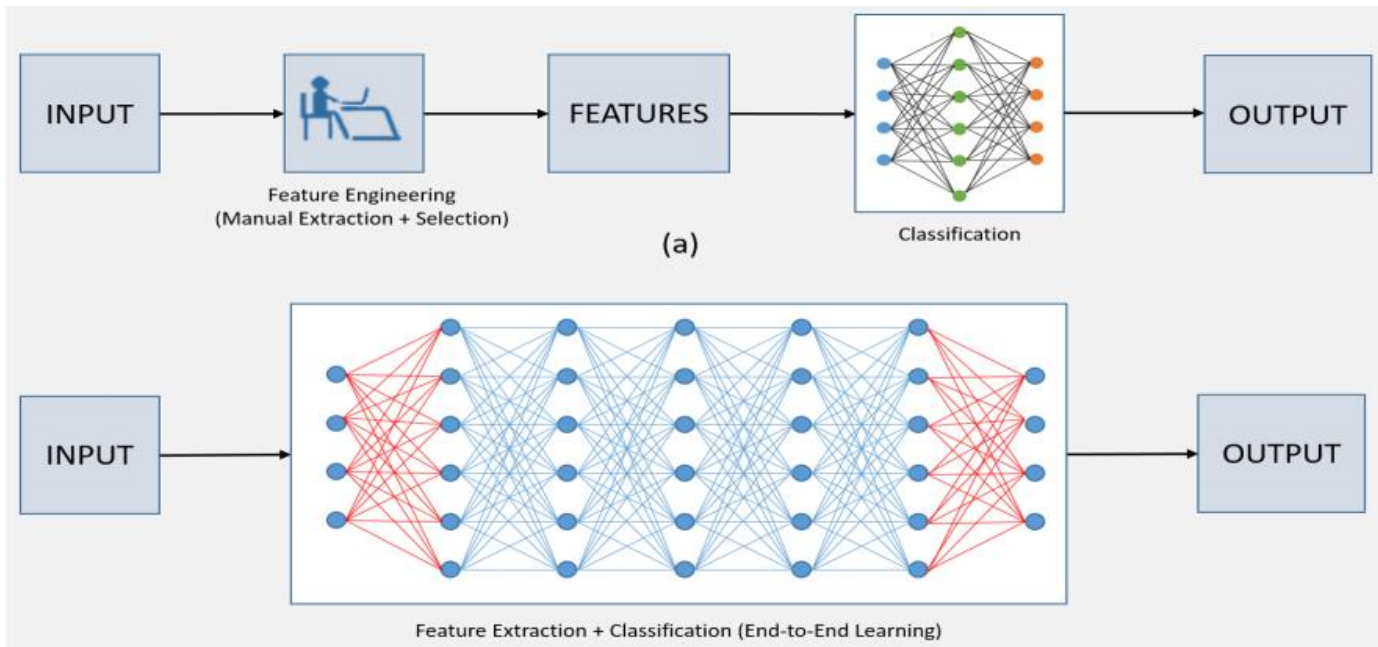 INPUT
FEATURES
OUTPUT
Feature Engineering
(Manual Extraction + Selection)
Classification
(a)
INPUT
OUTPUT
Feature Extraction + Classification (End-to-End Learning)